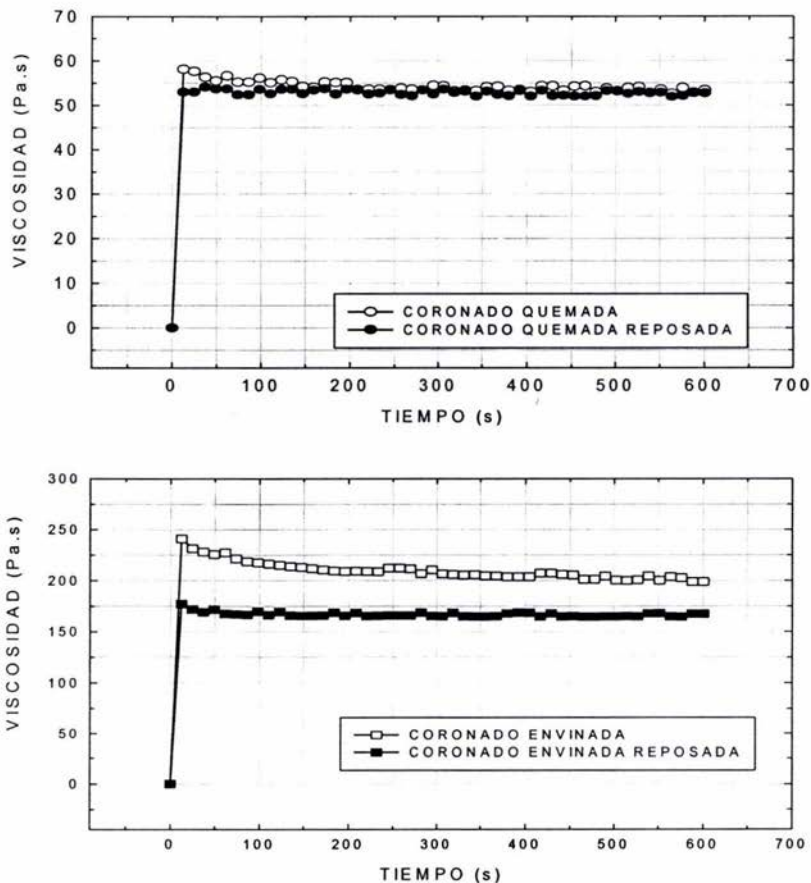 70
60
50
40
30
20
10
0
VISCOSIDAD (Pa.s)
CORONADO QUEMADA
CORONADO QUEMADA REPOSADA
0 100 200 300 400 500 600 700
TIEMPO (s)
300
250
200
150
100
50
0
VISCOSIDAD (Pa.s)
CORONADO ENVINADA
CORONADO ENVINADA REPOSADA
0 100 200 300 400 500 600 700
TIEMPO (s)